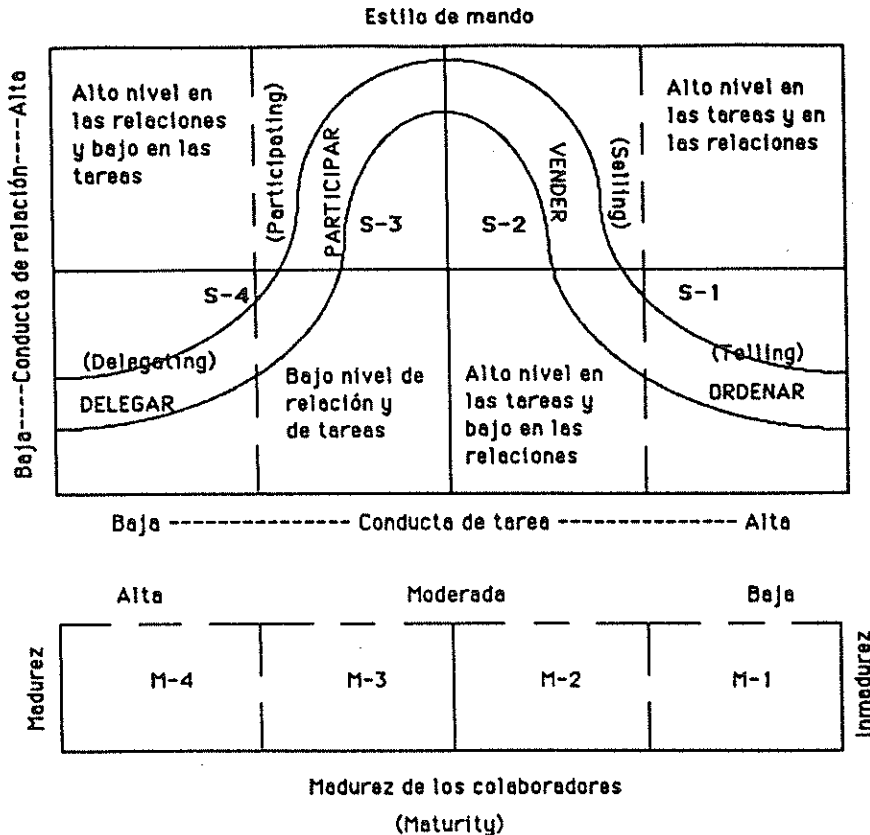 Estilo de mando
Baja----Conducta de relación----Alta
Alto nivel en
las relaciones
y bajo en las
tareas
(Participating)
PARTICIPAR
S-3
S-2
VENDER
(Selling)
Alto nivel en
las tareas y en
las relaciones
S-4
S-1
(Delegating)
DELEGAR
Bajo nivel de
relación y
de tareas
Alto nivel en
las tareas y
bajo en las
relaciones
(Telling)
ORDENAR
Baja ---------------- Conducta de tarea --------------- Alta
Alta
Moderada
Baja
Madurez
M-4
M-3
M-2
M-1
Inmadurez
Madurez de los colaboradores
(Maturity)